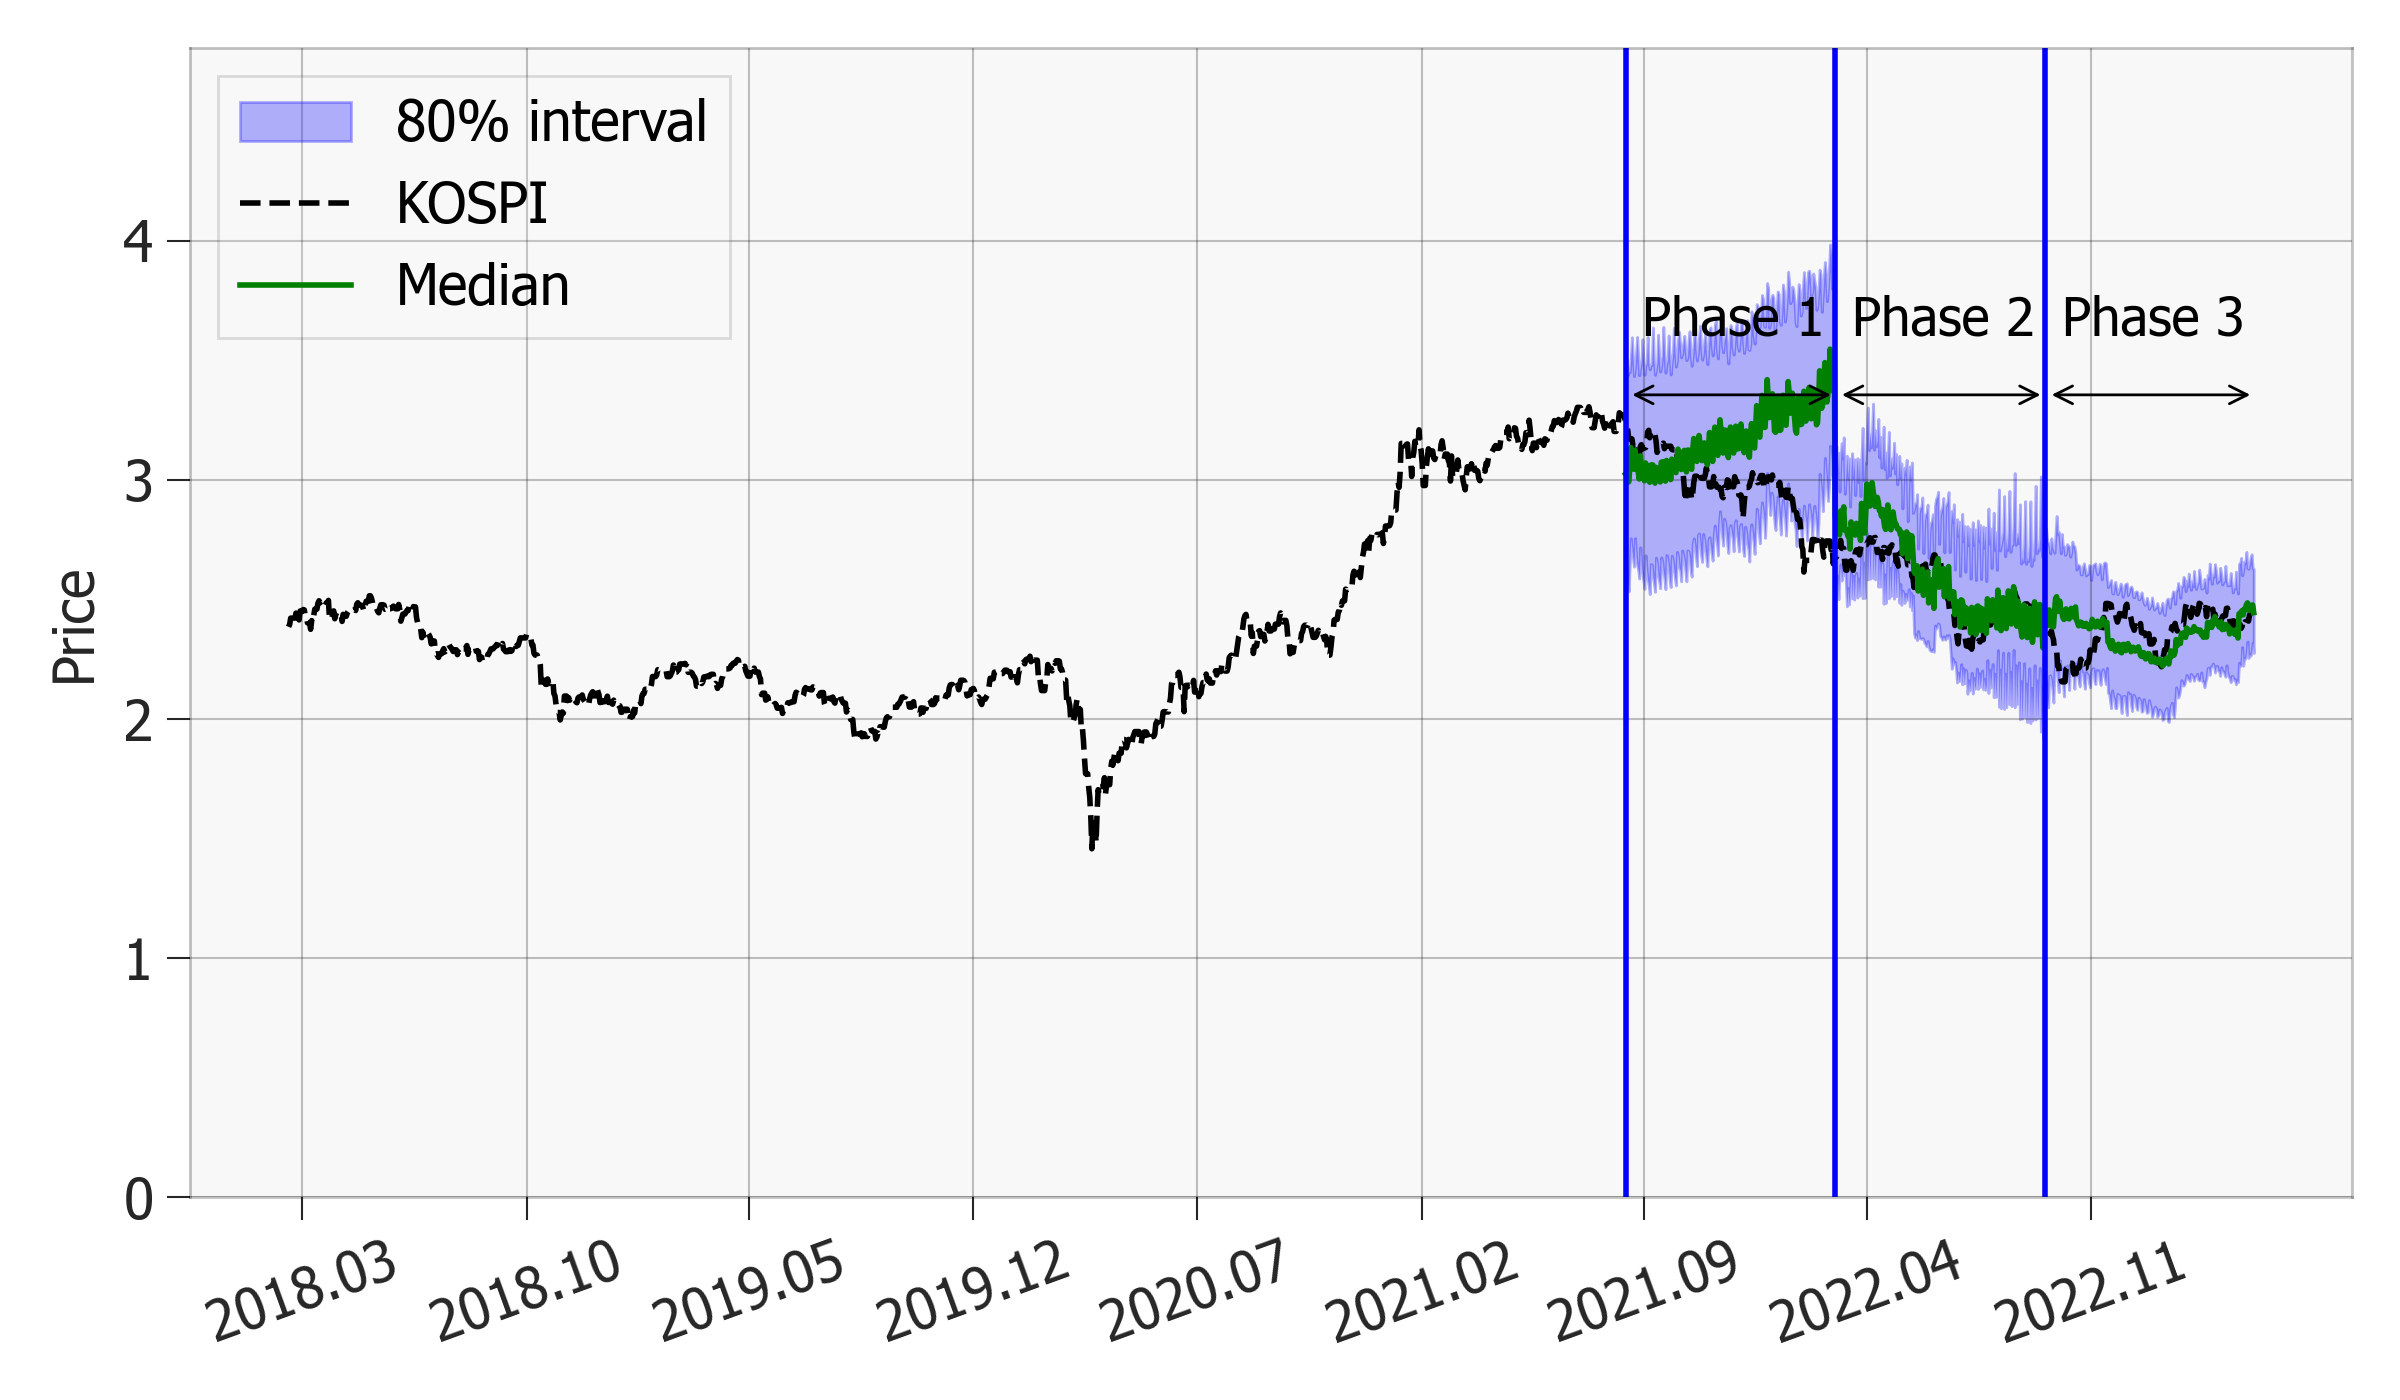 80% interval
KOSPI
Median
Phase 1
Phase 2
Phase 3
Price
4
3
2
1
0
2018.03
2018.10
2019.05
2019.12
2020.07
2021.02
2021.09
2022.04
2022.11